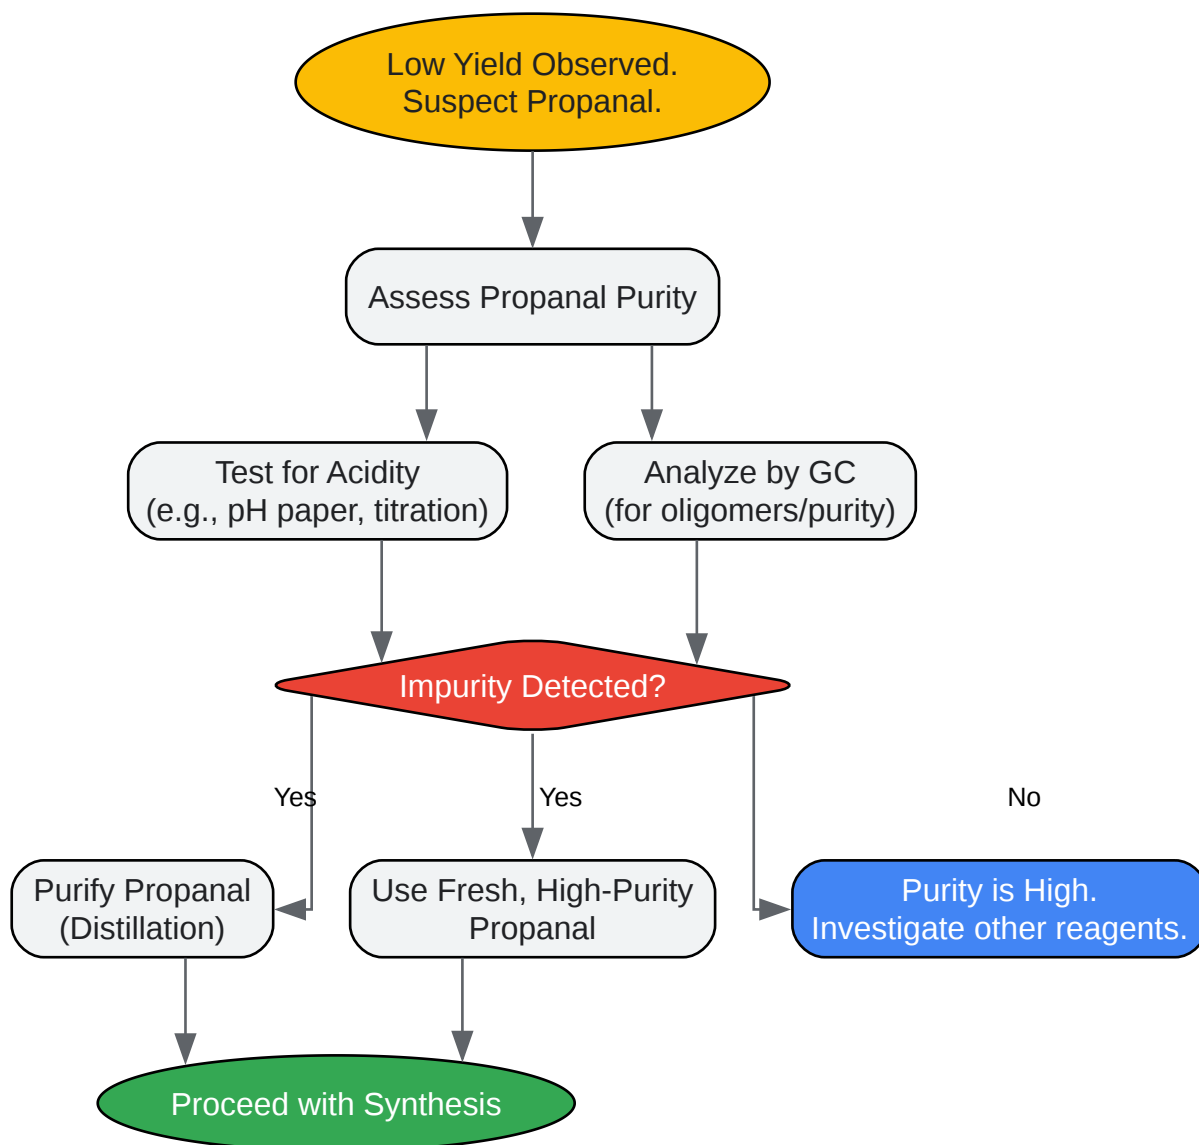 Low Yield Observed.
Suspect Propanal.
Assess Propanal Purity
Test for Acidity
(e.g., pH paper, titration)
Analyze by GC
(for oligomers/purity)
Impurity Detected?
Yes
Yes
No
Purify Propanal
(Distillation)
Use Fresh, High-Purity
Propanal
Purity is High.
Investigate other reagents.
Proceed with Synthesis